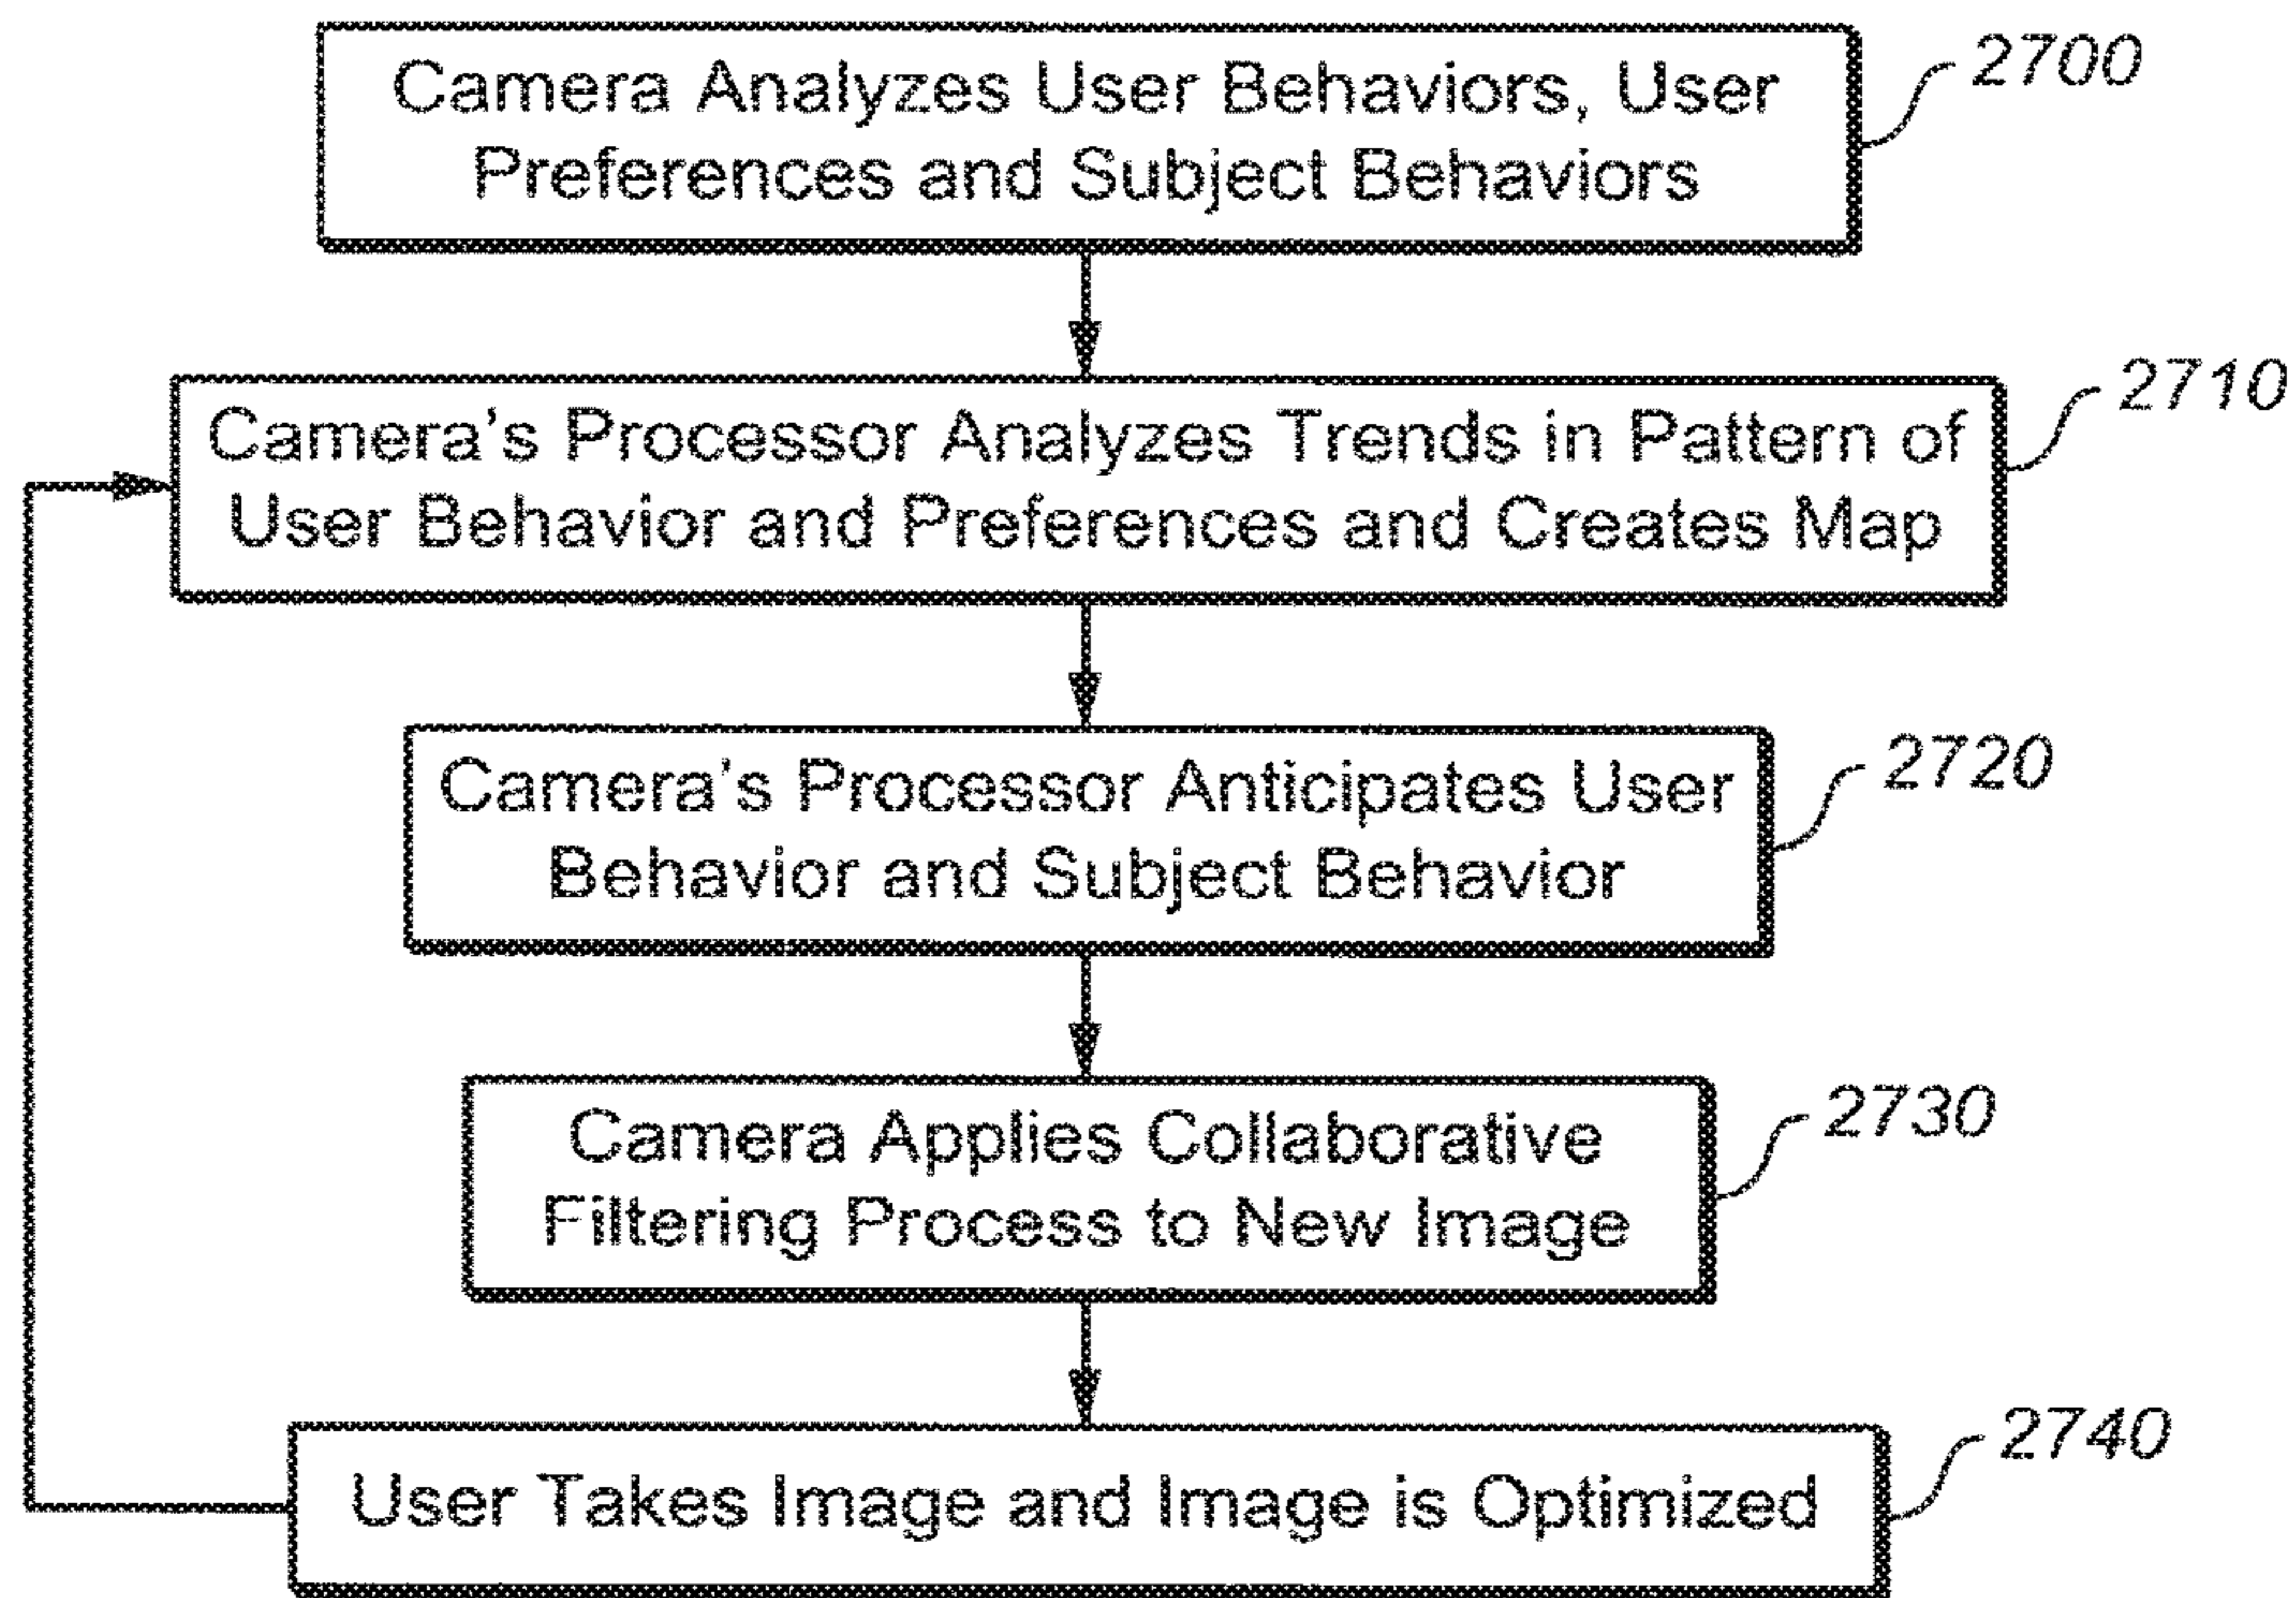 Camera Analyzes User Behaviors, User
Preferences and Subject Behaviors
2700
Camera's Processor Analyzes Trends in Pattern of
User Behavior and Preferences and Creates Map
2710
Camera's Processor Anticipates User
Behavior and Subject Behavior
2720
Camera Applies Collaborative
Filtering Process to New Image
2730
User Takes Image and Image is Optimized
2740